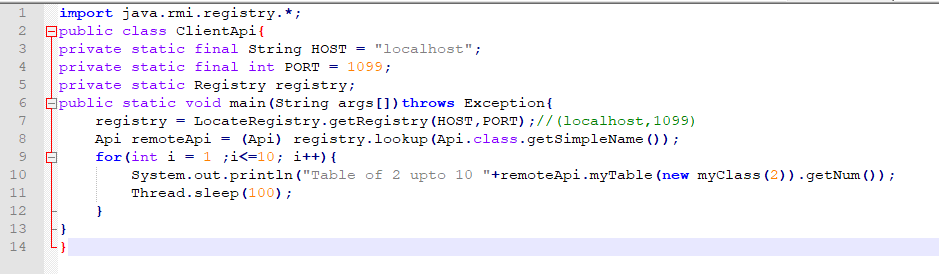 1 import java.rmi.registry.*;
2 public class ClientApi{
3 private static final String HOST = "localhost";
4 private static final int PORT = 1099;
5 private static Registry registry;
6 public static void main(String args[])throws Exception{
7 registry = LocateRegistry.getRegistry(HOST,PORT);//(localhost,1099)
8 Api remoteApi = (Api) registry.lookup(Api.class.getSimpleName());
9 for(int i = 1 ;i<=10; i++){
10 System.out.println("Table of 2 upto 10 "+remoteApi.myTable(new myClass(2)).getNum());
11 Thread.sleep(100);
12 }
13 }
14 }